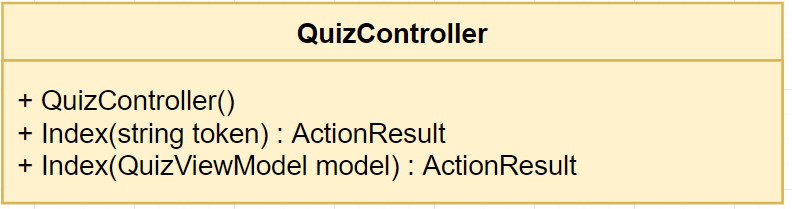 QuizController
+ QuizController()
+ Index(string token) : ActionResult
+ Index(QuizViewModel model) : ActionResult